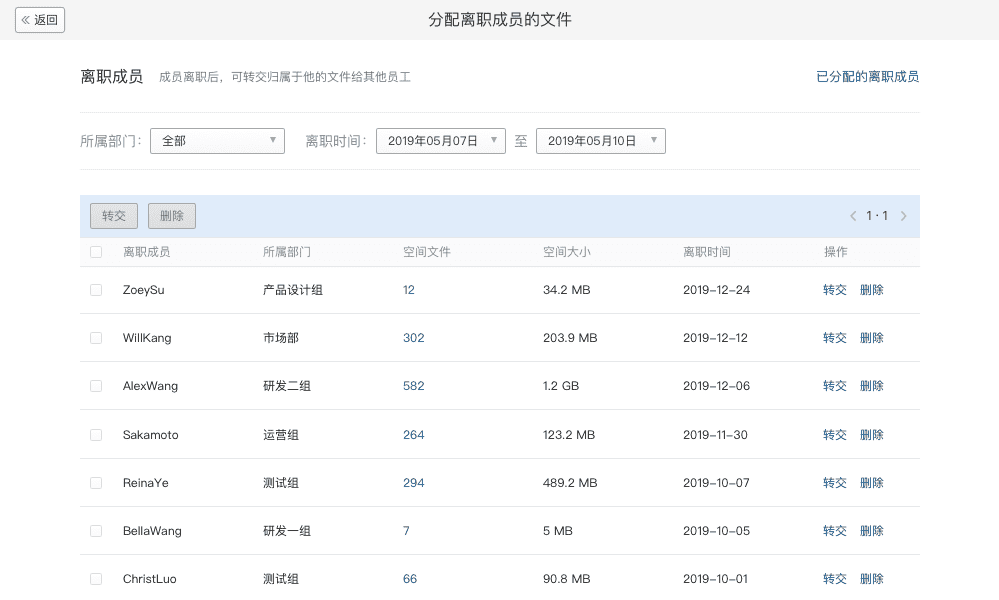 返回
分配离职成员的文件
离职成员 成员离职后，可转交归属于他的文件给其他员工 已分配的离职成员
所属部门： 全部 离职时间： 2019年05月07日 至 2019年05月10日
转交 删除 1·1
离职成员 所属部门 空间文件 空间大小 离职时间 操作
ZoeySu 产品设计组 12 34.2 MB 2019-12-24 转交 删除
WillKang 市场部 302 203.9 MB 2019-12-12 转交 删除
AlexWang 研发二组 582 1.2 GB 2019-12-06 转交 删除
Sakamoto 运营组 264 123.2 MB 2019-11-30 转交 删除
ReinaYe 测试组 294 489.2 MB 2019-10-07 转交 删除
BellaWang 研发一组 7 5 MB 2019-10-05 转交 删除
ChristLuo 测试组 66 90.8 MB 2019-10-01 转交 删除